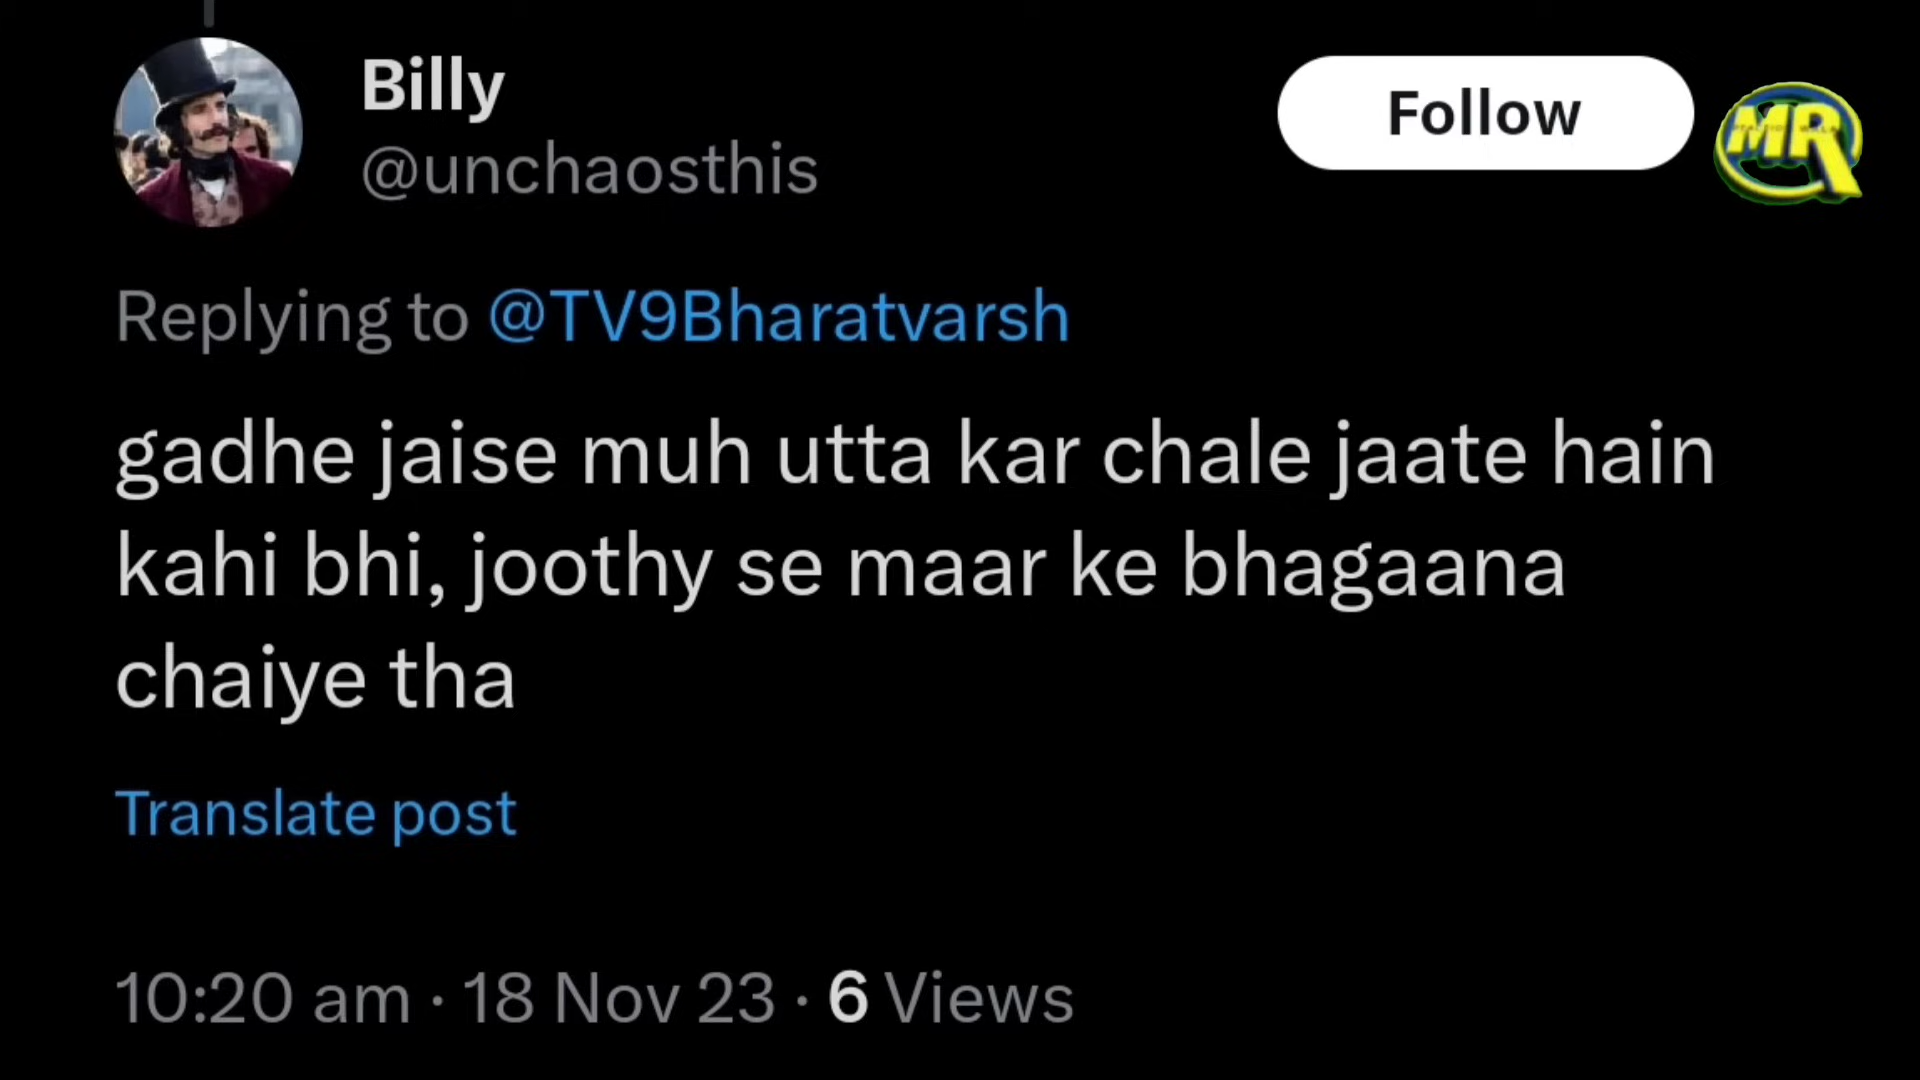 Billy
@unchaosthis
Follow
MR
Replying to @TV9Bharatvarsh
gadhe jaise muh utta kar chale jaate hain
kahi bhi, joothy se maar ke bhagaana
chaiye tha
Translate post
10:20 am · 18 Nov 23 · 6 Views